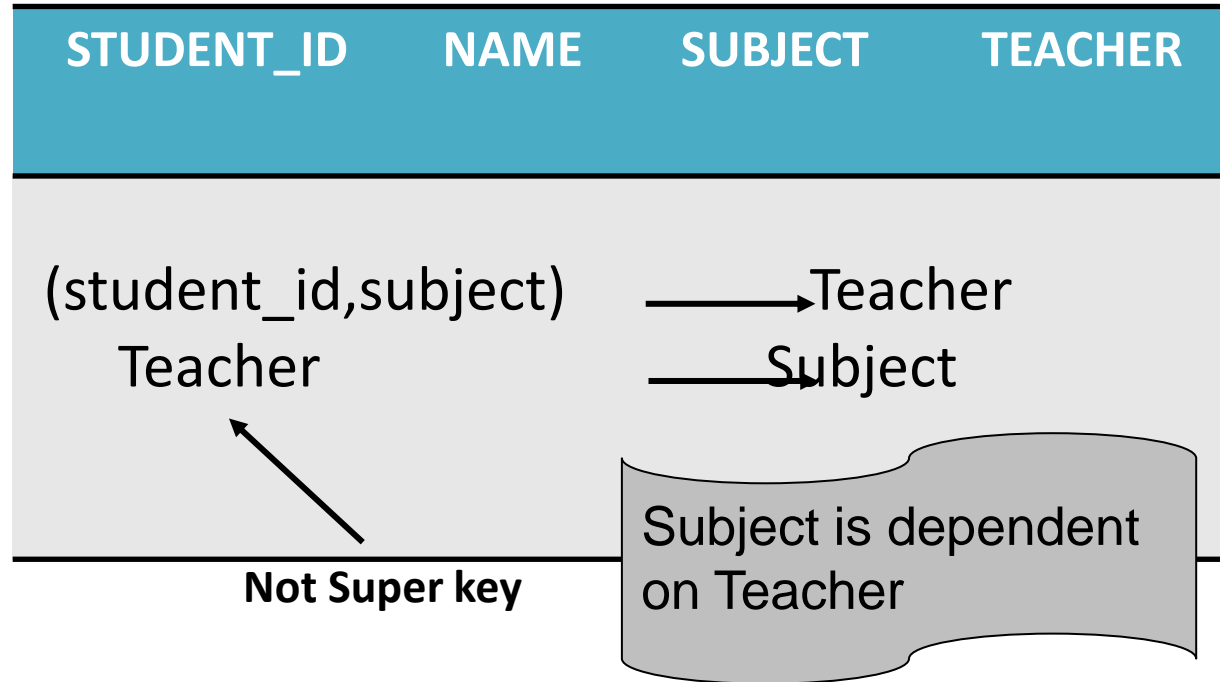 STUDENT_ID NAME SUBJECT TEACHER
(student_id,subject) Teacher
Teacher Subject
Subject is dependent
on Teacher
Not Super key